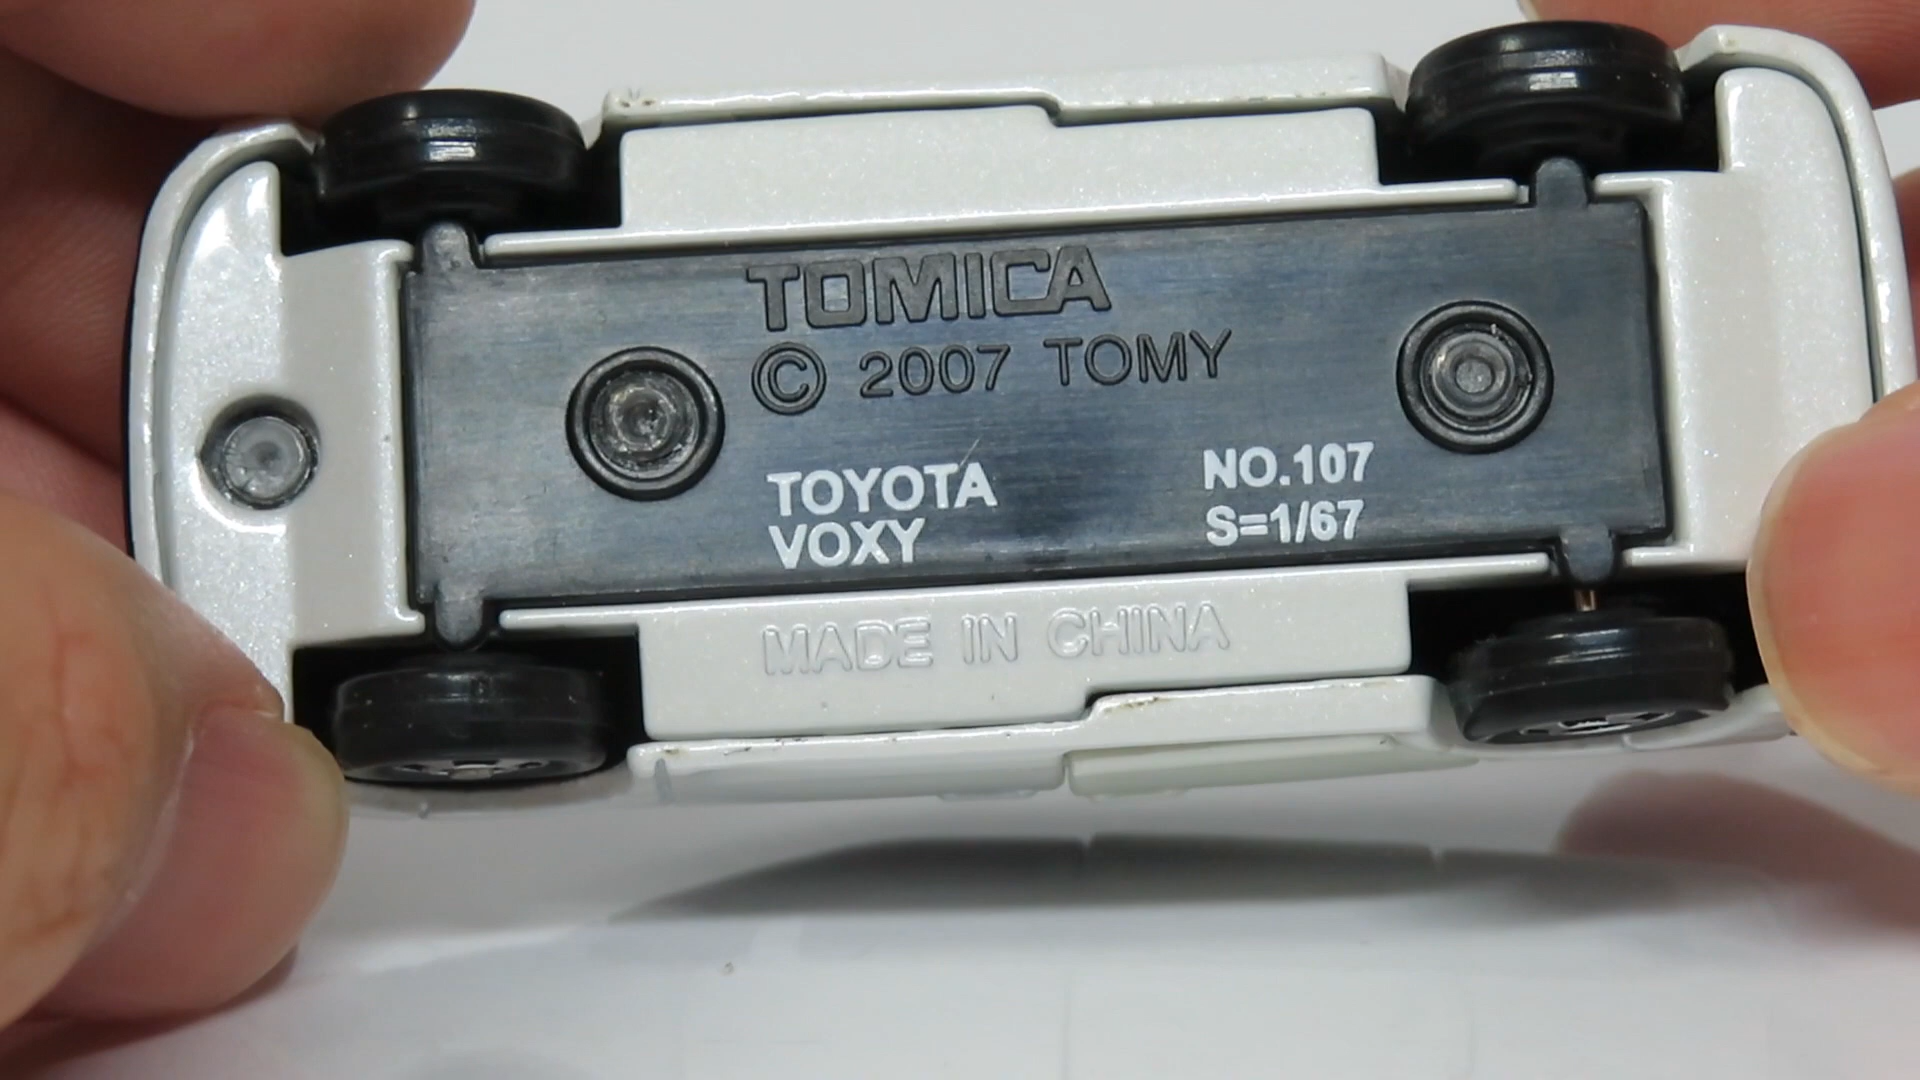 TOMICA
© 2007 TOMY
TOYOTA
VOXY
NO.107
S=1/67
MADE IN CHINA